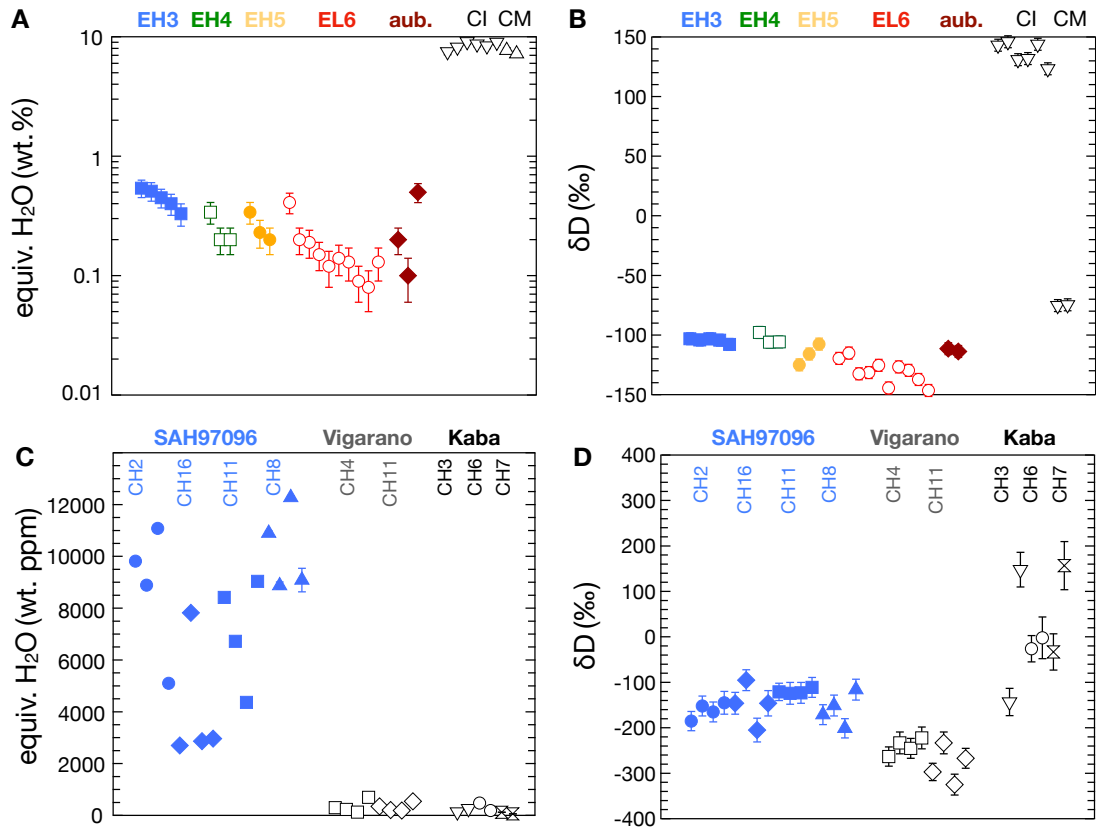 A
EH3 EH4 EH5 EL6 aub. CI CM
equiv. H₂O (wt.%)
10
1
0.1
0.01
B
EH3 EH4 EH5 EL6 aub. CI CM
δD (‰)
150
100
50
0
-50
-100
-150
C
SAH97096 Vigarano Kaba
CH2 CH16 CH11 CH8 CH4 CH11 CH3 CH6 CH7
equiv. H₂O (wt. ppm)
12000
10000
8000
6000
4000
2000
0
D
SAH97096 Vigarano Kaba
CH2 CH16 CH11 CH8 CH4 CH11 CH3 CH6 CH7
δD (‰)
400
300
200
100
0
-100
-200
-300
-400